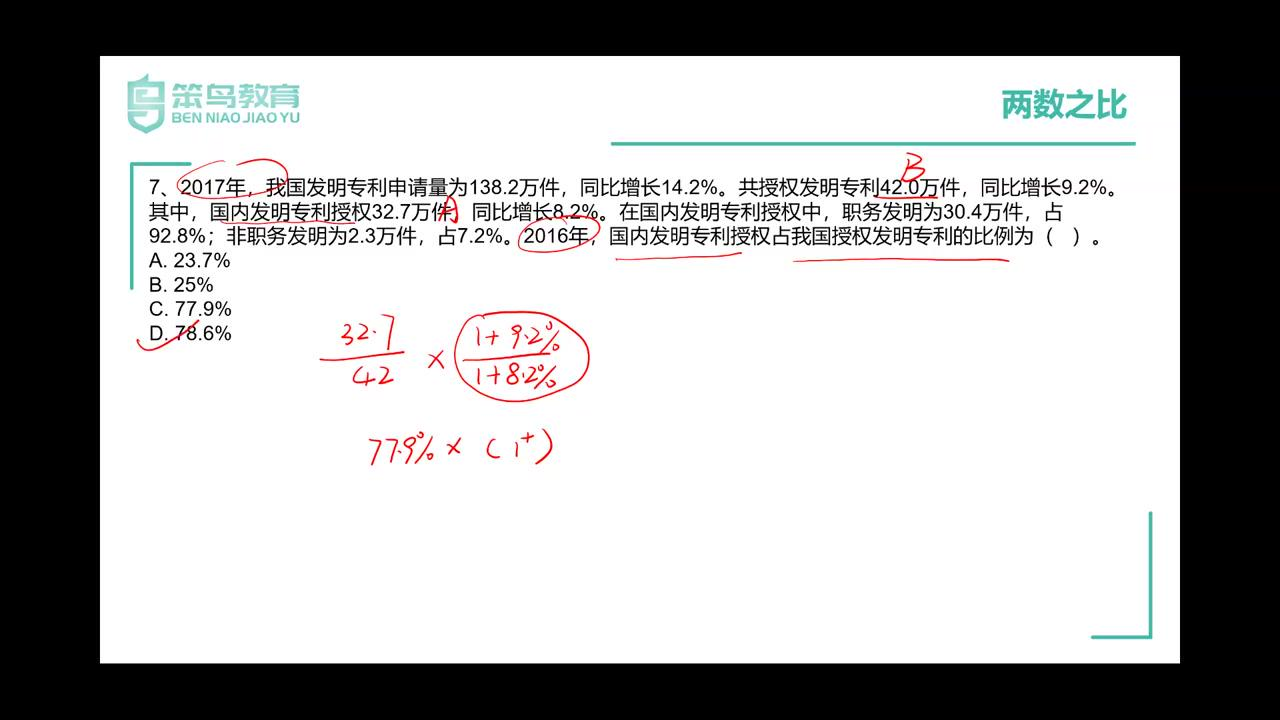 笨鸟教育
BEN NIAO JIAO YU
两数之比
B
7、2017年，我国发明专利申请量为138.2万件，同比增长14.2%。共授权发明专利42.0万件，同比增长9.2%。
其中，国内发明专利授权32.7万件A 同比增长8.2%。在国内发明专利授权中，职务发明为30.4万件，占
92.8%；非职务发明为2.3万件，占7.2%。2016年，国内发明专利授权占我国授权发明专利的比例为（ ）。
A. 23.7%
B. 25%
C. 77.9%
D. 78.6%
32.7 1+9.2%
×
42 1+8.2%
77.9% × (1⁺)